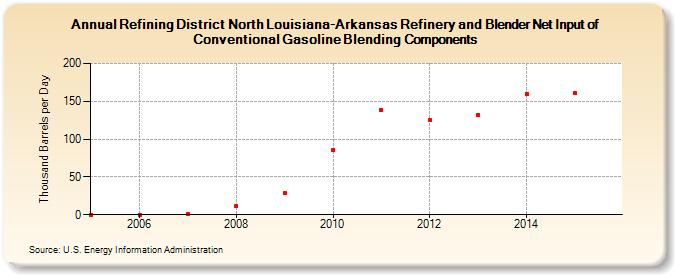 Annual Refining District North Louisiana-Arkansas Refinery and Blender Net Input of
Conventional Gasoline Blending Components
Thousand Barrels per Day
200
150
100
50
0
2006 2008 2010 2012 2014
Source: U.S. Energy Information Administration